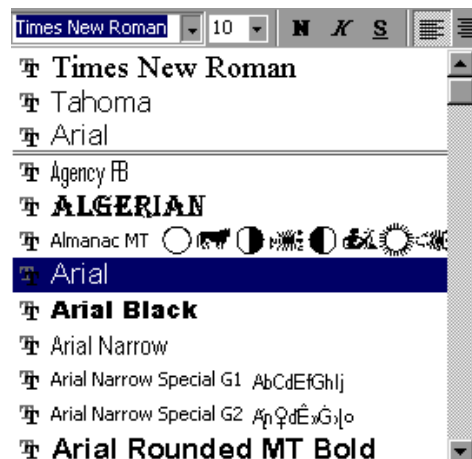 Times New Roman 10 N K S
Times New Roman
Tahoma
Arial
Agency FB
ALGERIAN
Almanac MT
Arial
Arial Black
Arial Narrow
Arial Narrow Special G1 AbCdEfGhIj
Arial Narrow Special G2
Arial Rounded MT Bold